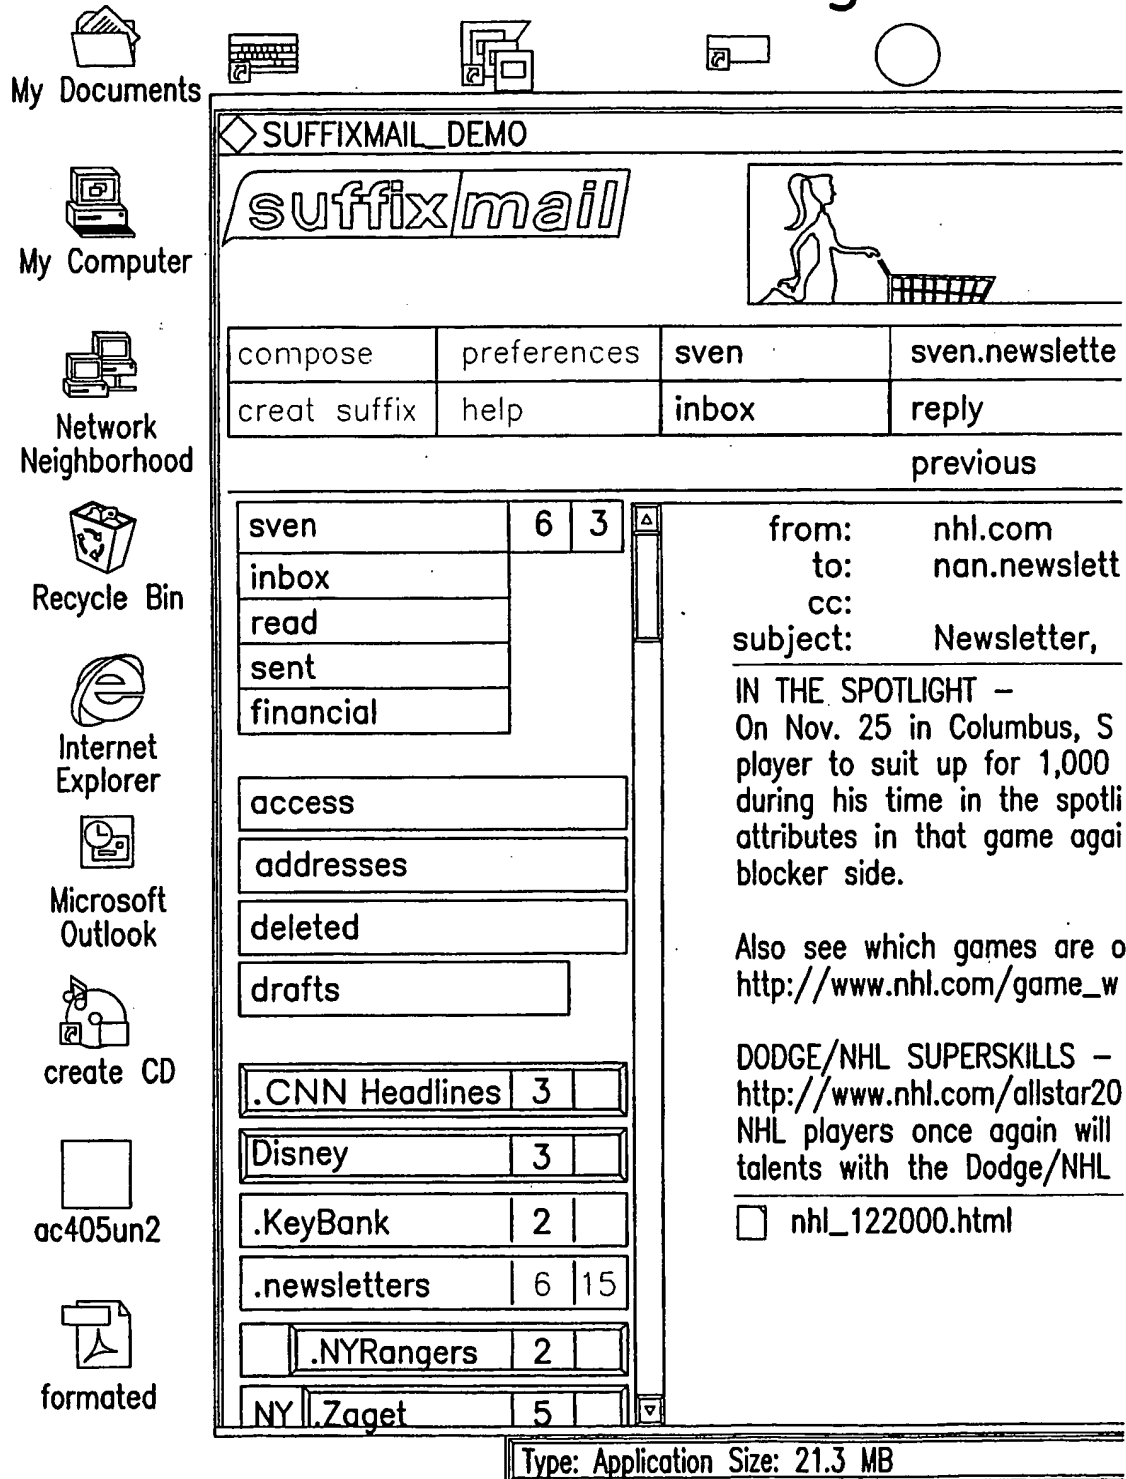 My Documents
SUFFIXMAIL_DEMO
suffix mail
My Computer
compose preferences sven sven.newslette
creat suffix help inbox reply
Network
Neighborhood
previous
sven 6 3
inbox
read
sent
financial
Recycle Bin
from: nhl.com
to: nan.newslett
cc:
subject: Newsletter,
IN THE SPOTLIGHT –
On Nov. 25 in Columbus, S
player to suit up for 1,000
during his time in the spotli
attributes in that game agai
blocker side.
Internet
Explorer
access
addresses
deleted
drafts
Microsoft
Outlook
Also see which games are o
http://www.nhl.com/game_w
create CD
DODGE/NHL SUPERSKILLS –
http://www.nhl.com/allstar20
NHL players once again will
talents with the Dodge/NHL
nhl_122000.html
.CNN Headlines 3
Disney 3
.KeyBank 2
.newsletters 6 15
.NYRangers 2
NY .Zaget 5
ac405un2
formated
Type: Application Size: 21.3 MB